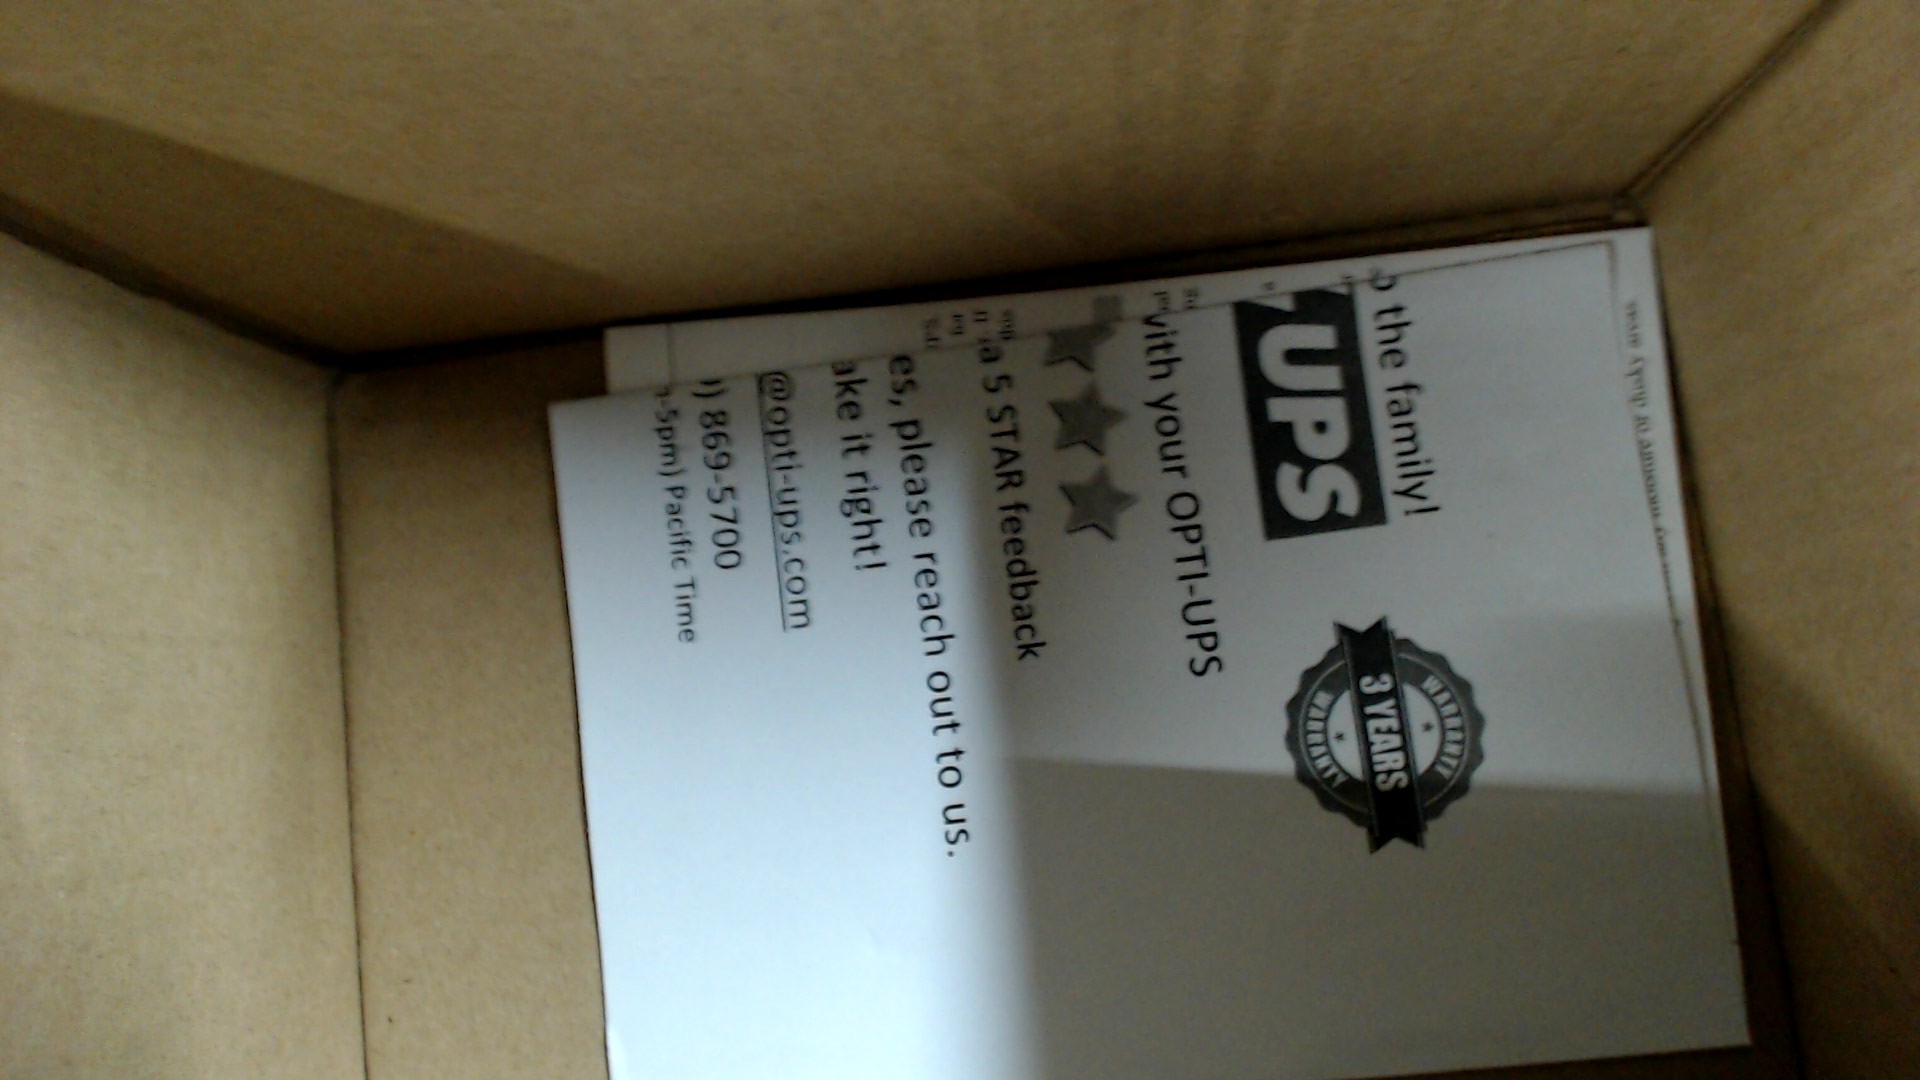 the family!
UPS
WARRANTY
3 YEARS
WARRANTY
with your OPTI-UPS
a 5 STAR feedback
es, please reach out to us.
ake it right!
@opti-ups.com
) 869-5700
-5pm) Pacific Time